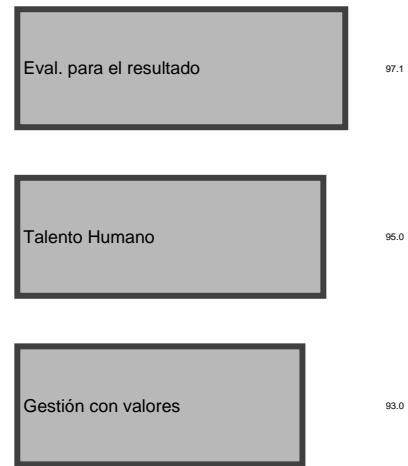 Eval. para el resultado 97.1
Talento Humano 95.0
Gestión con valores 93.0